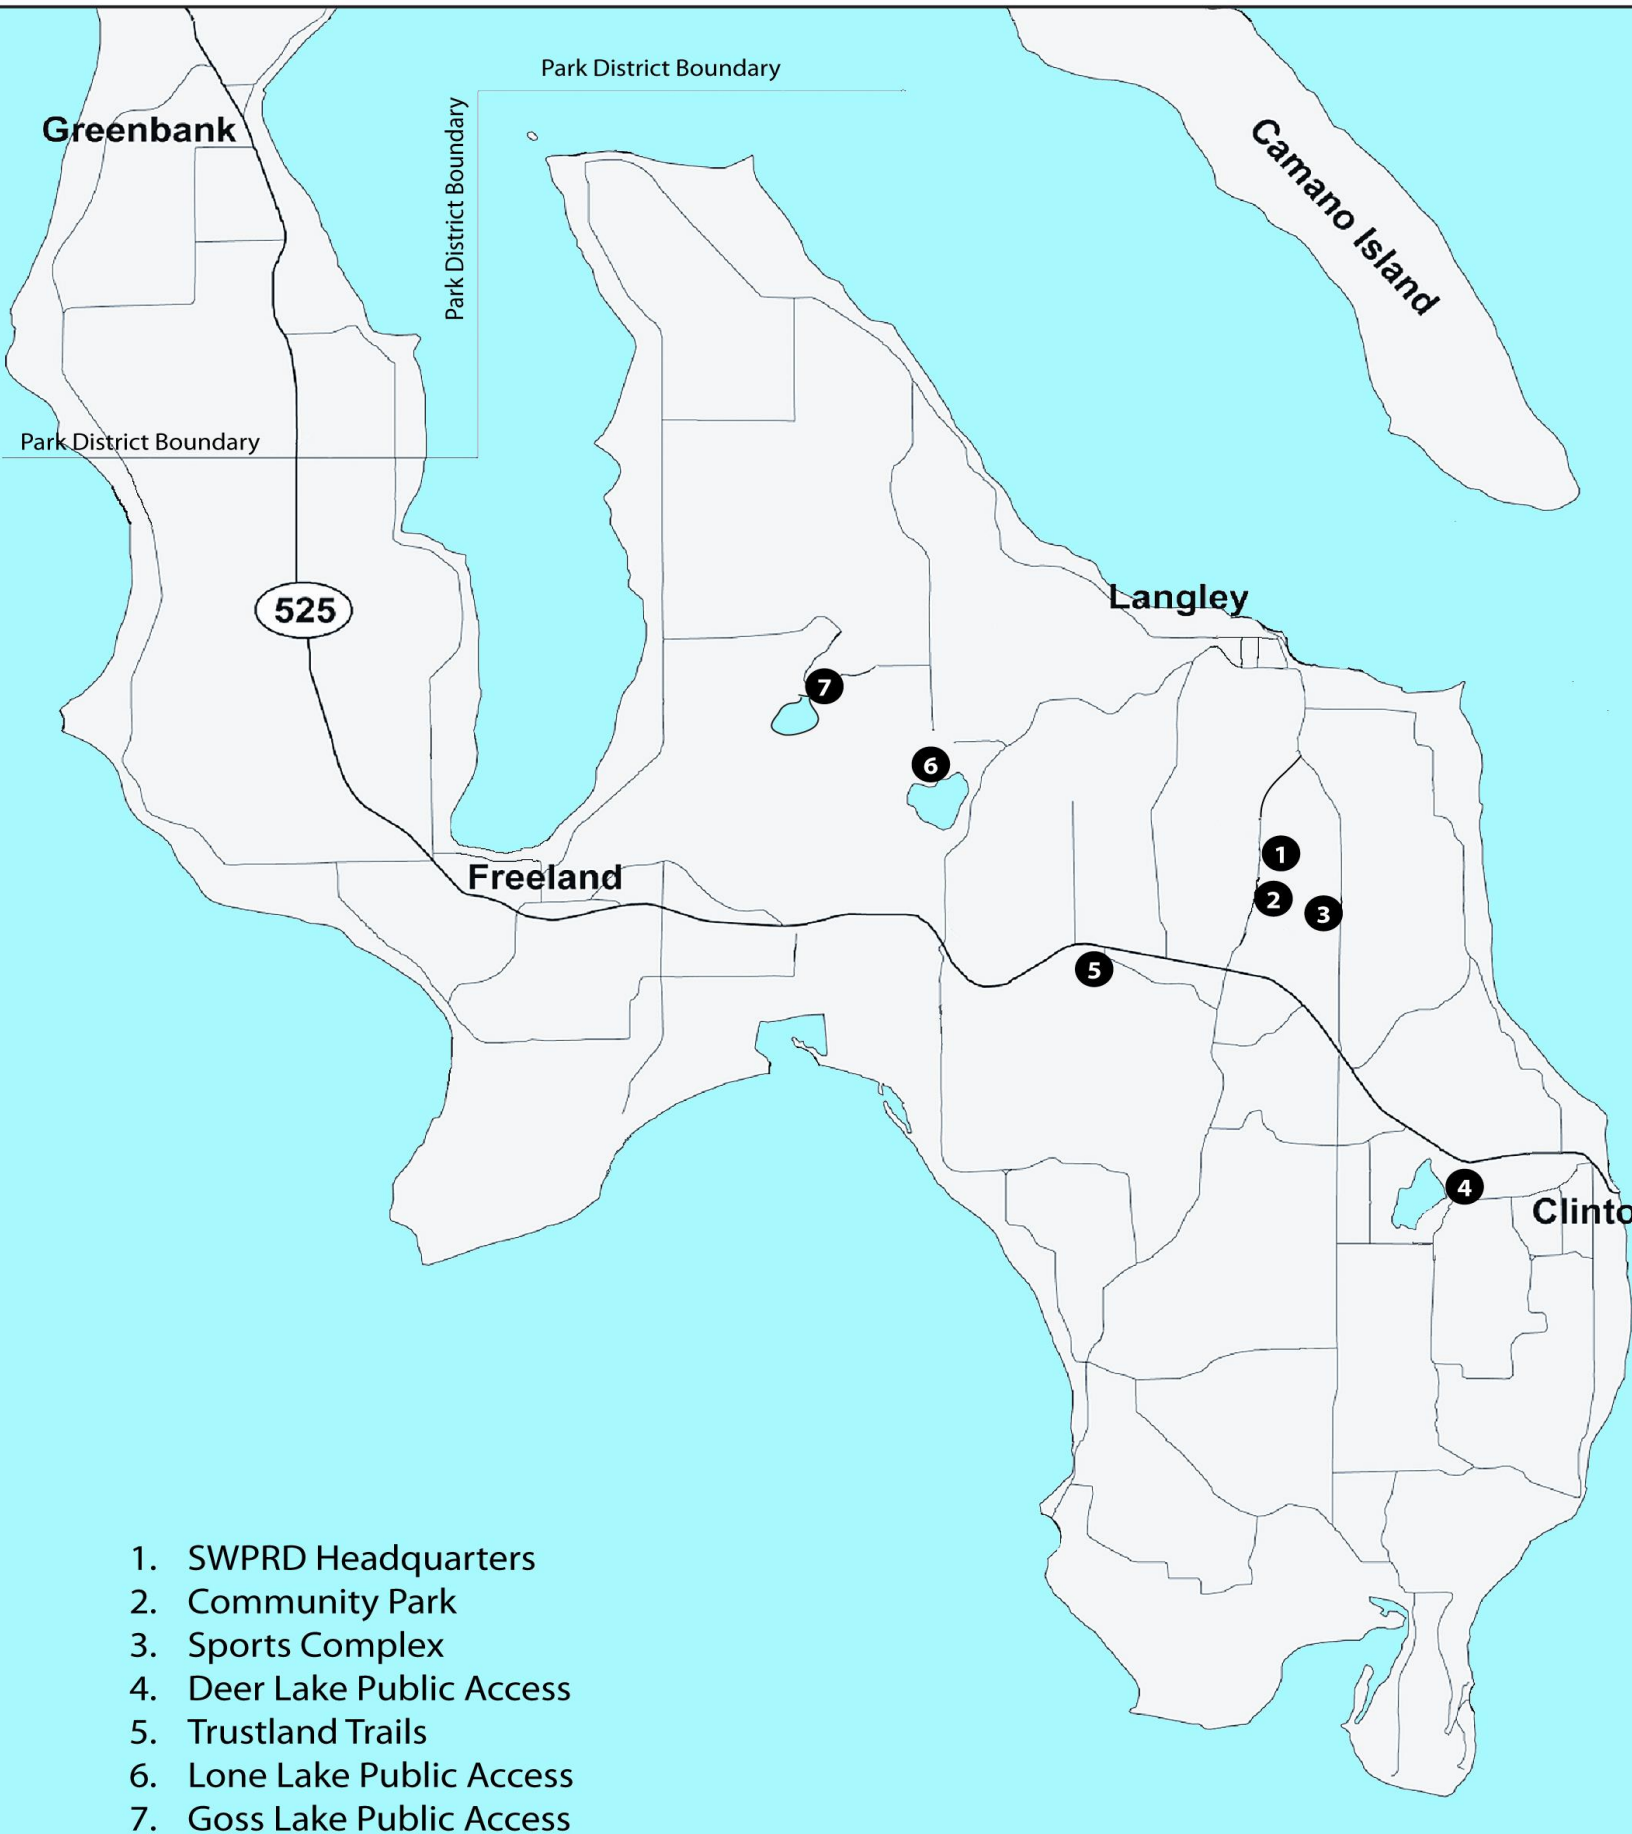 Park District Boundary
Greenbank
Park District Boundary
Camano Island
Park District Boundary
525
Langley
7
6
1
Freeland
2
3
5
4
Clinto
1. SWPRD Headquarters
2. Community Park
3. Sports Complex
4. Deer Lake Public Access
5. Trustland Trails
6. Lone Lake Public Access
7. Goss Lake Public Access